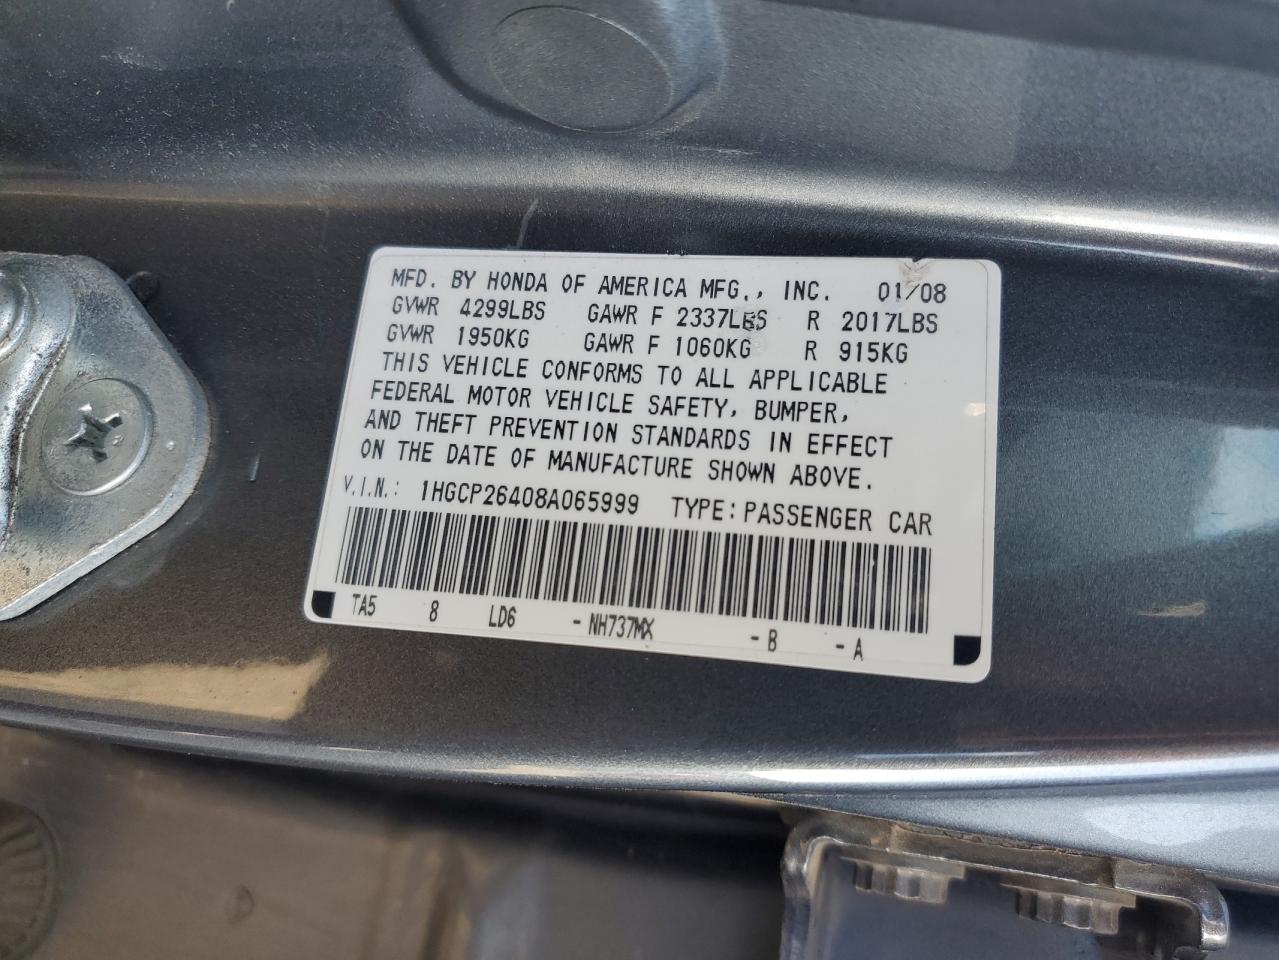 MFD. BY HONDA OF AMERICA MFG., INC. 01/08
GVWR 4299LBS GAWR F 2337LBS R 2017LBS
GVWR 1950KG GAWR F 1060KG R 915KG
THIS VEHICLE CONFORMS TO ALL APPLICABLE
FEDERAL MOTOR VEHICLE SAFETY, BUMPER,
AND THEFT PREVENTION STANDARDS IN EFFECT
ON THE DATE OF MANUFACTURE SHOWN ABOVE.
V.I.N.: 1HGCP26408A065999 TYPE: PASSENGER CAR
TA5 8 LD6 - NH737MX - B - A